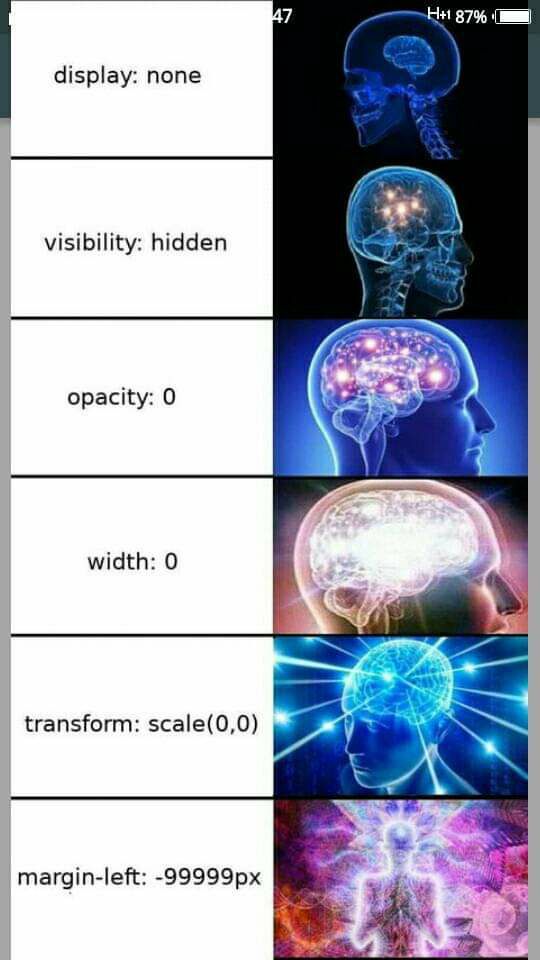 47 H+↑ 87%
display: none
visibility: hidden
opacity: 0
width: 0
transform: scale(0,0)
margin-left: -99999px